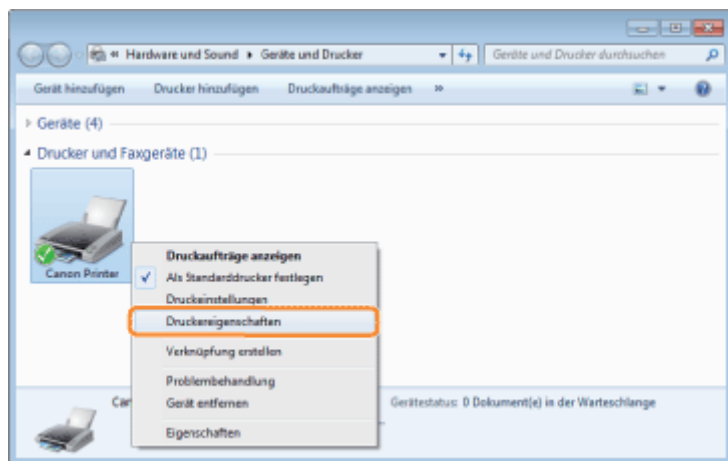 « Hardware und Sound ▸ Geräte und Drucker
Geräte und Drucker durchsuchen
Gerät hinzufügen Drucker hinzufügen Druckaufträge anzeigen »
Geräte (4)
Drucker und Faxgeräte (1)
Canon Printer
Druckaufträge anzeigen
Als Standarddrucker festlegen
Druckeinstellungen
Druckereigenschaften
Verknüpfung erstellen
Problembehandlung
Gerät entfernen
Eigenschaften
Gerätestatus: 0 Dokument(e) in der Warteschlange